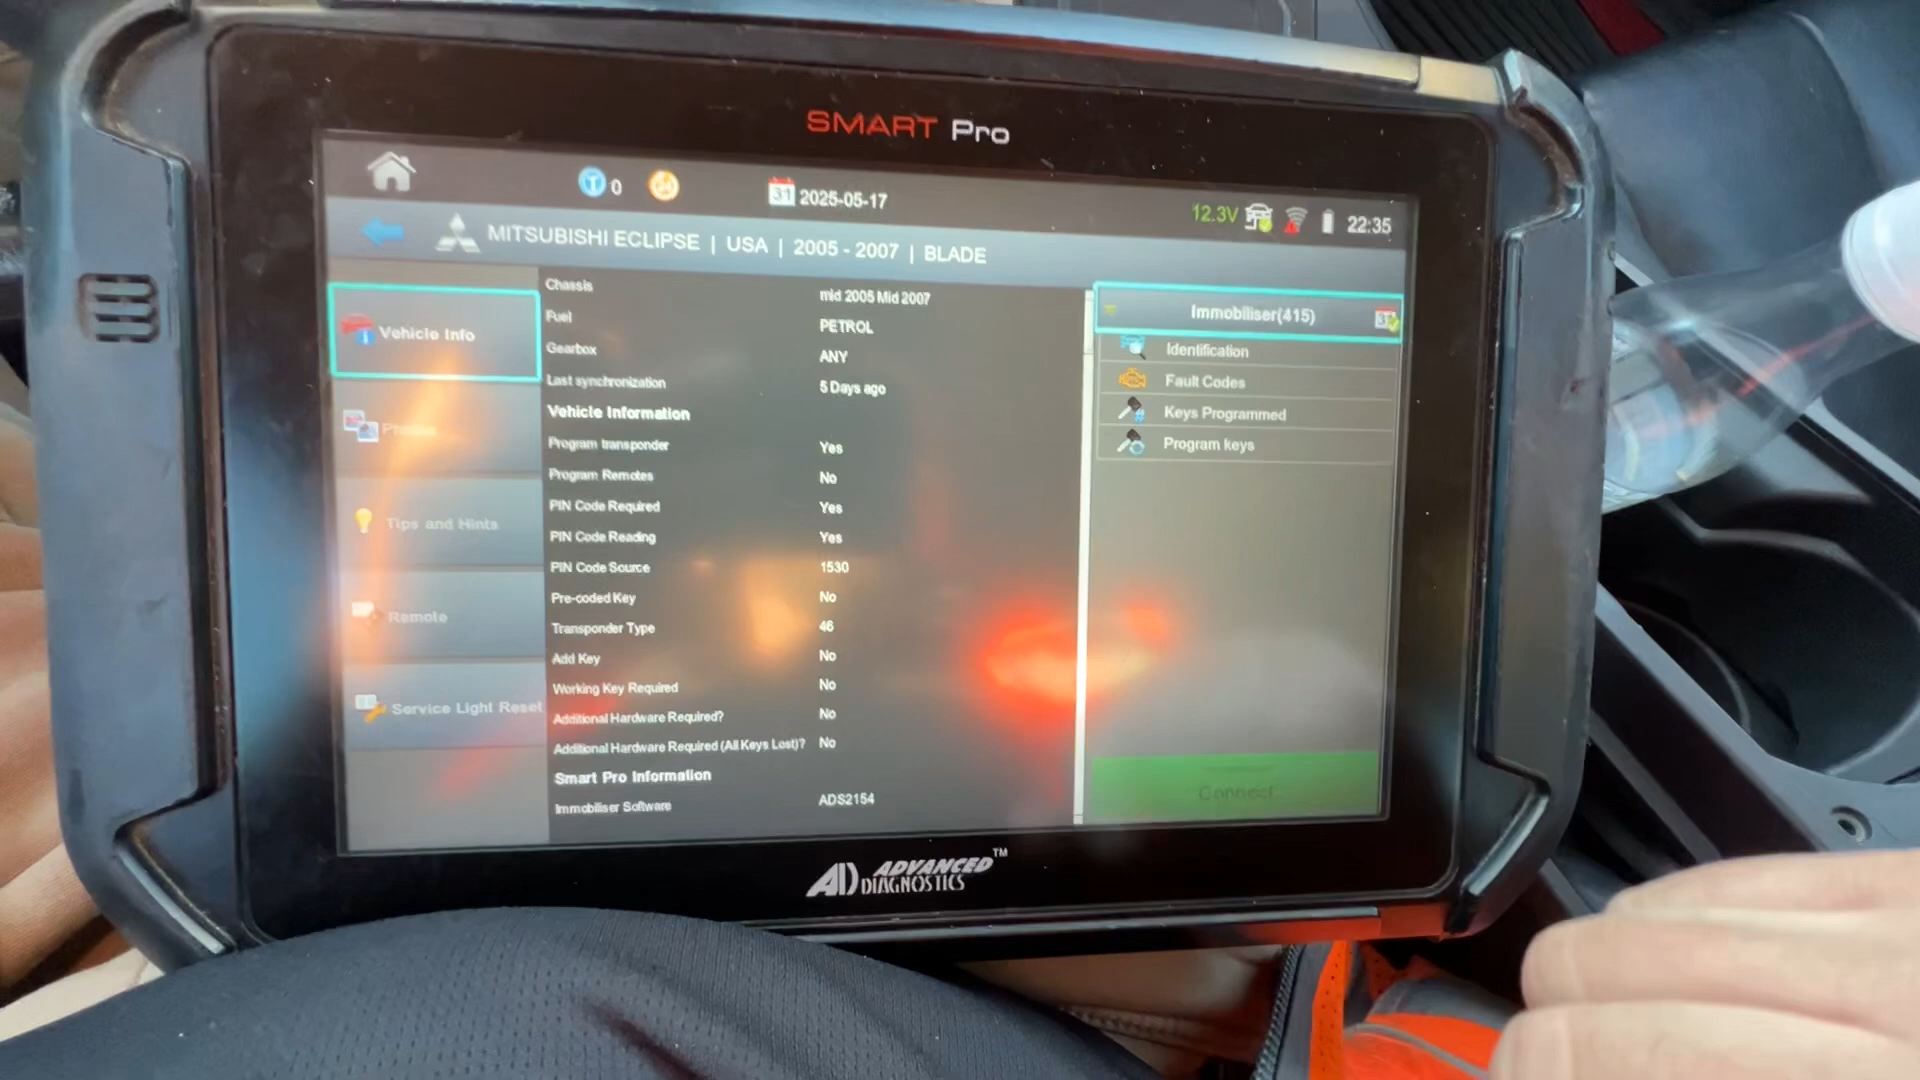 SMART Pro
0
31 2025-05-17
12.3V
22:35
MITSUBISHI ECLIPSE | USA | 2005 - 2007 | BLADE
Vehicle Info
Tips and Hints
Remote
Service Light Reset
Chassis mid 2005 Mid 2007
Fuel PETROL
Gearbox ANY
Last synchronization 5 Days ago
Vehicle Information
Program transponder Yes
Program Remotes No
PIN Code Required Yes
PIN Code Reading Yes
PIN Code Source 1530
Pre-coded Key No
Transponder Type 46
Add Key No
Working Key Required No
Additional Hardware Required? No
Additional Hardware Required (All Keys Lost)? No
Smart Pro Information
Immobiliser Software ADS2154
Immobiliser(415)
Identification
Fault Codes
Keys Programmed
Program keys
Connect
AD ADVANCED DIAGNOSTICS TM